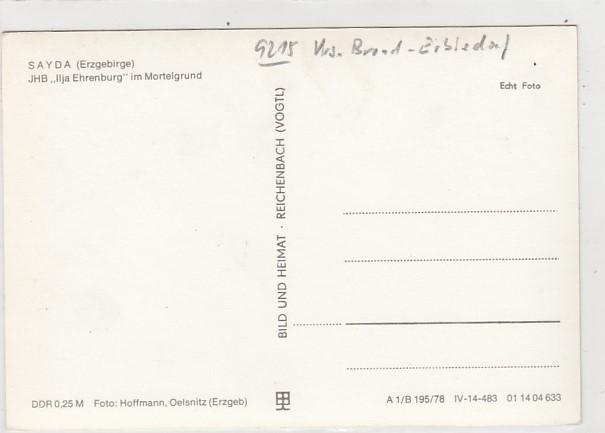 9215 Krs. Brand-Erbisdorf
SAYDA (Erzgebirge)
JHB „Ilja Ehrenburg" im Mortelgrund
Echt Foto
BILD UND HEIMAT · REICHENBACH (VOGTL)
DDR 0,25 M Foto: Hoffmann, Oelsnitz (Erzgeb)
A 1/B 195/78 IV-14-483 01 14 04 633